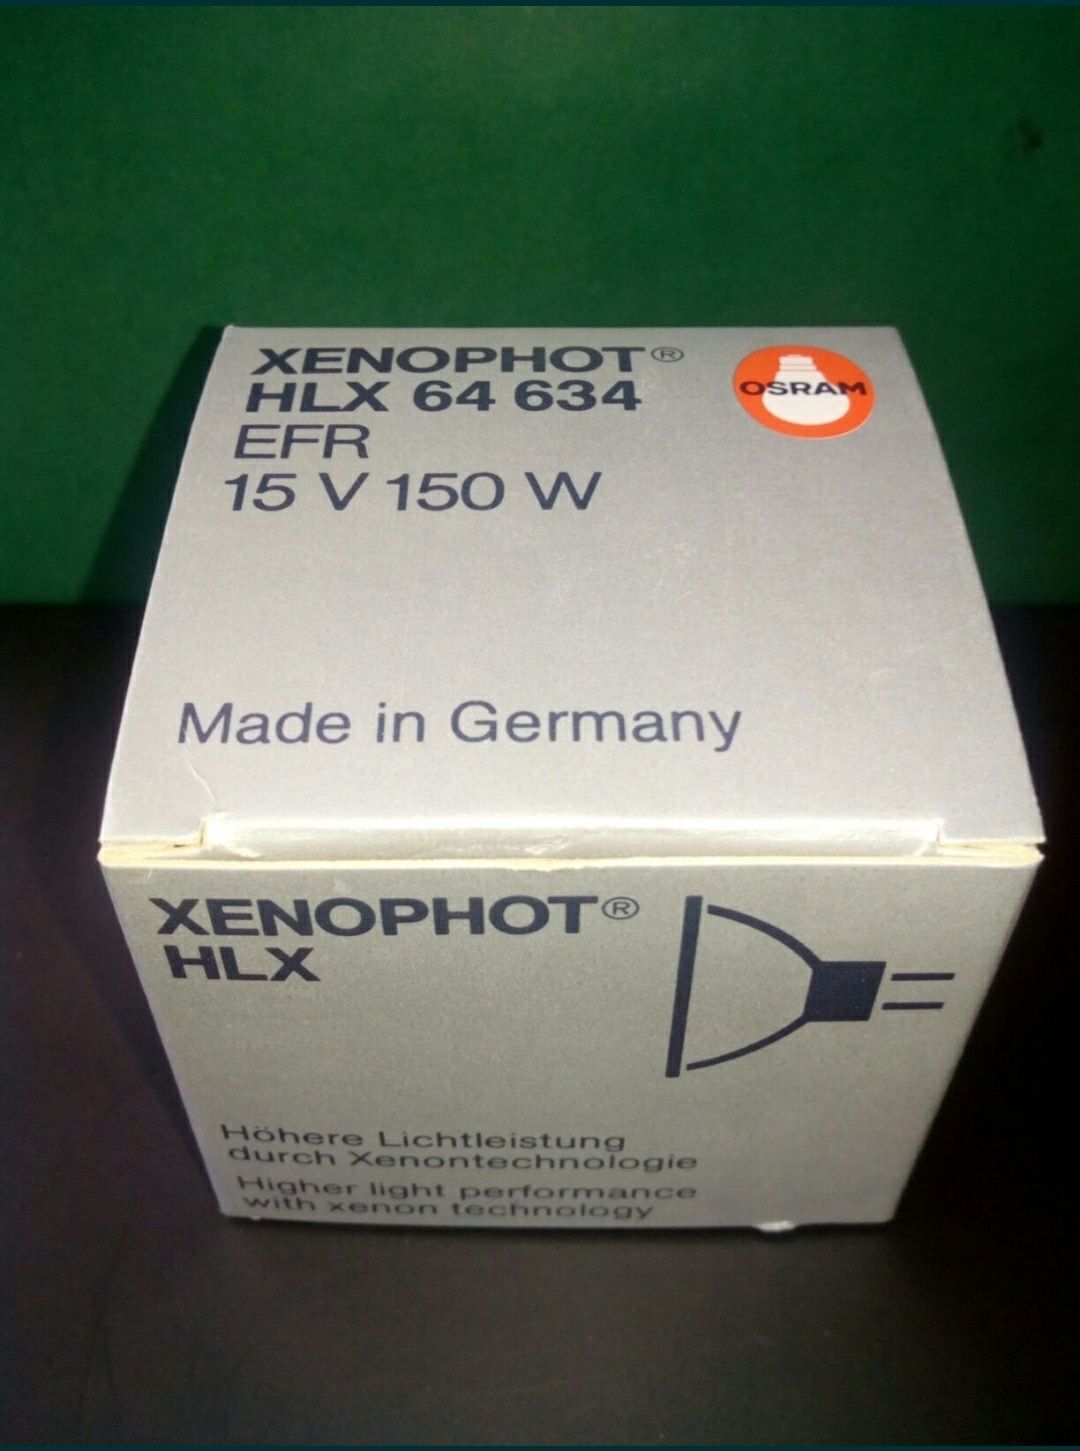 XENOPHOT®
HLX 64 634
EFR
15 V 150 W
OSRAM
Made in Germany
XENOPHOT®
HLX
Höhere Lichtleistung
durch Xenontechnologie
Higher light performance
with xenon technology